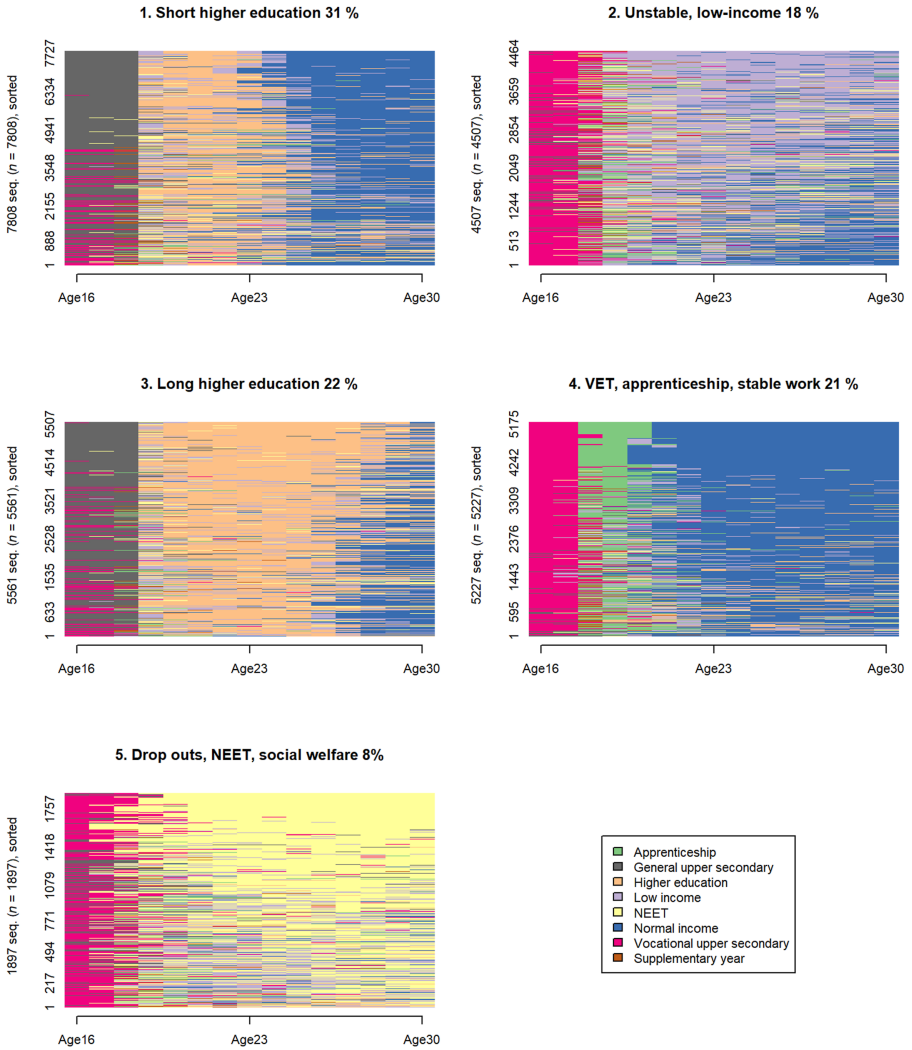 1. Short higher education 31 %
7808 seq. (n = 7808), sorted
7727
6334
4941
3548
2155
888
1
Age16
Age23
Age30
2. Unstable, low-income 18 %
4507 seq. (n = 4507), sorted
4464
3659
2854
2049
1244
513
1
Age16
Age23
Age30
3. Long higher education 22 %
5561 seq. (n = 5561), sorted
5507
4514
3521
2528
1535
633
1
Age16
Age23
Age30
4. VET, apprenticeship, stable work 21 %
5227 seq. (n = 5227), sorted
5175
4242
3309
2376
1443
595
1
Age16
Age23
Age30
5. Drop outs, NEET, social welfare 8%
1897 seq. (n = 1897), sorted
1757
1418
1079
771
494
217
1
Age16
Age23
Age30
Apprenticeship
General upper secondary
Higher education
Low income
NEET
Normal income
Vocational upper secondary
Supplementary year